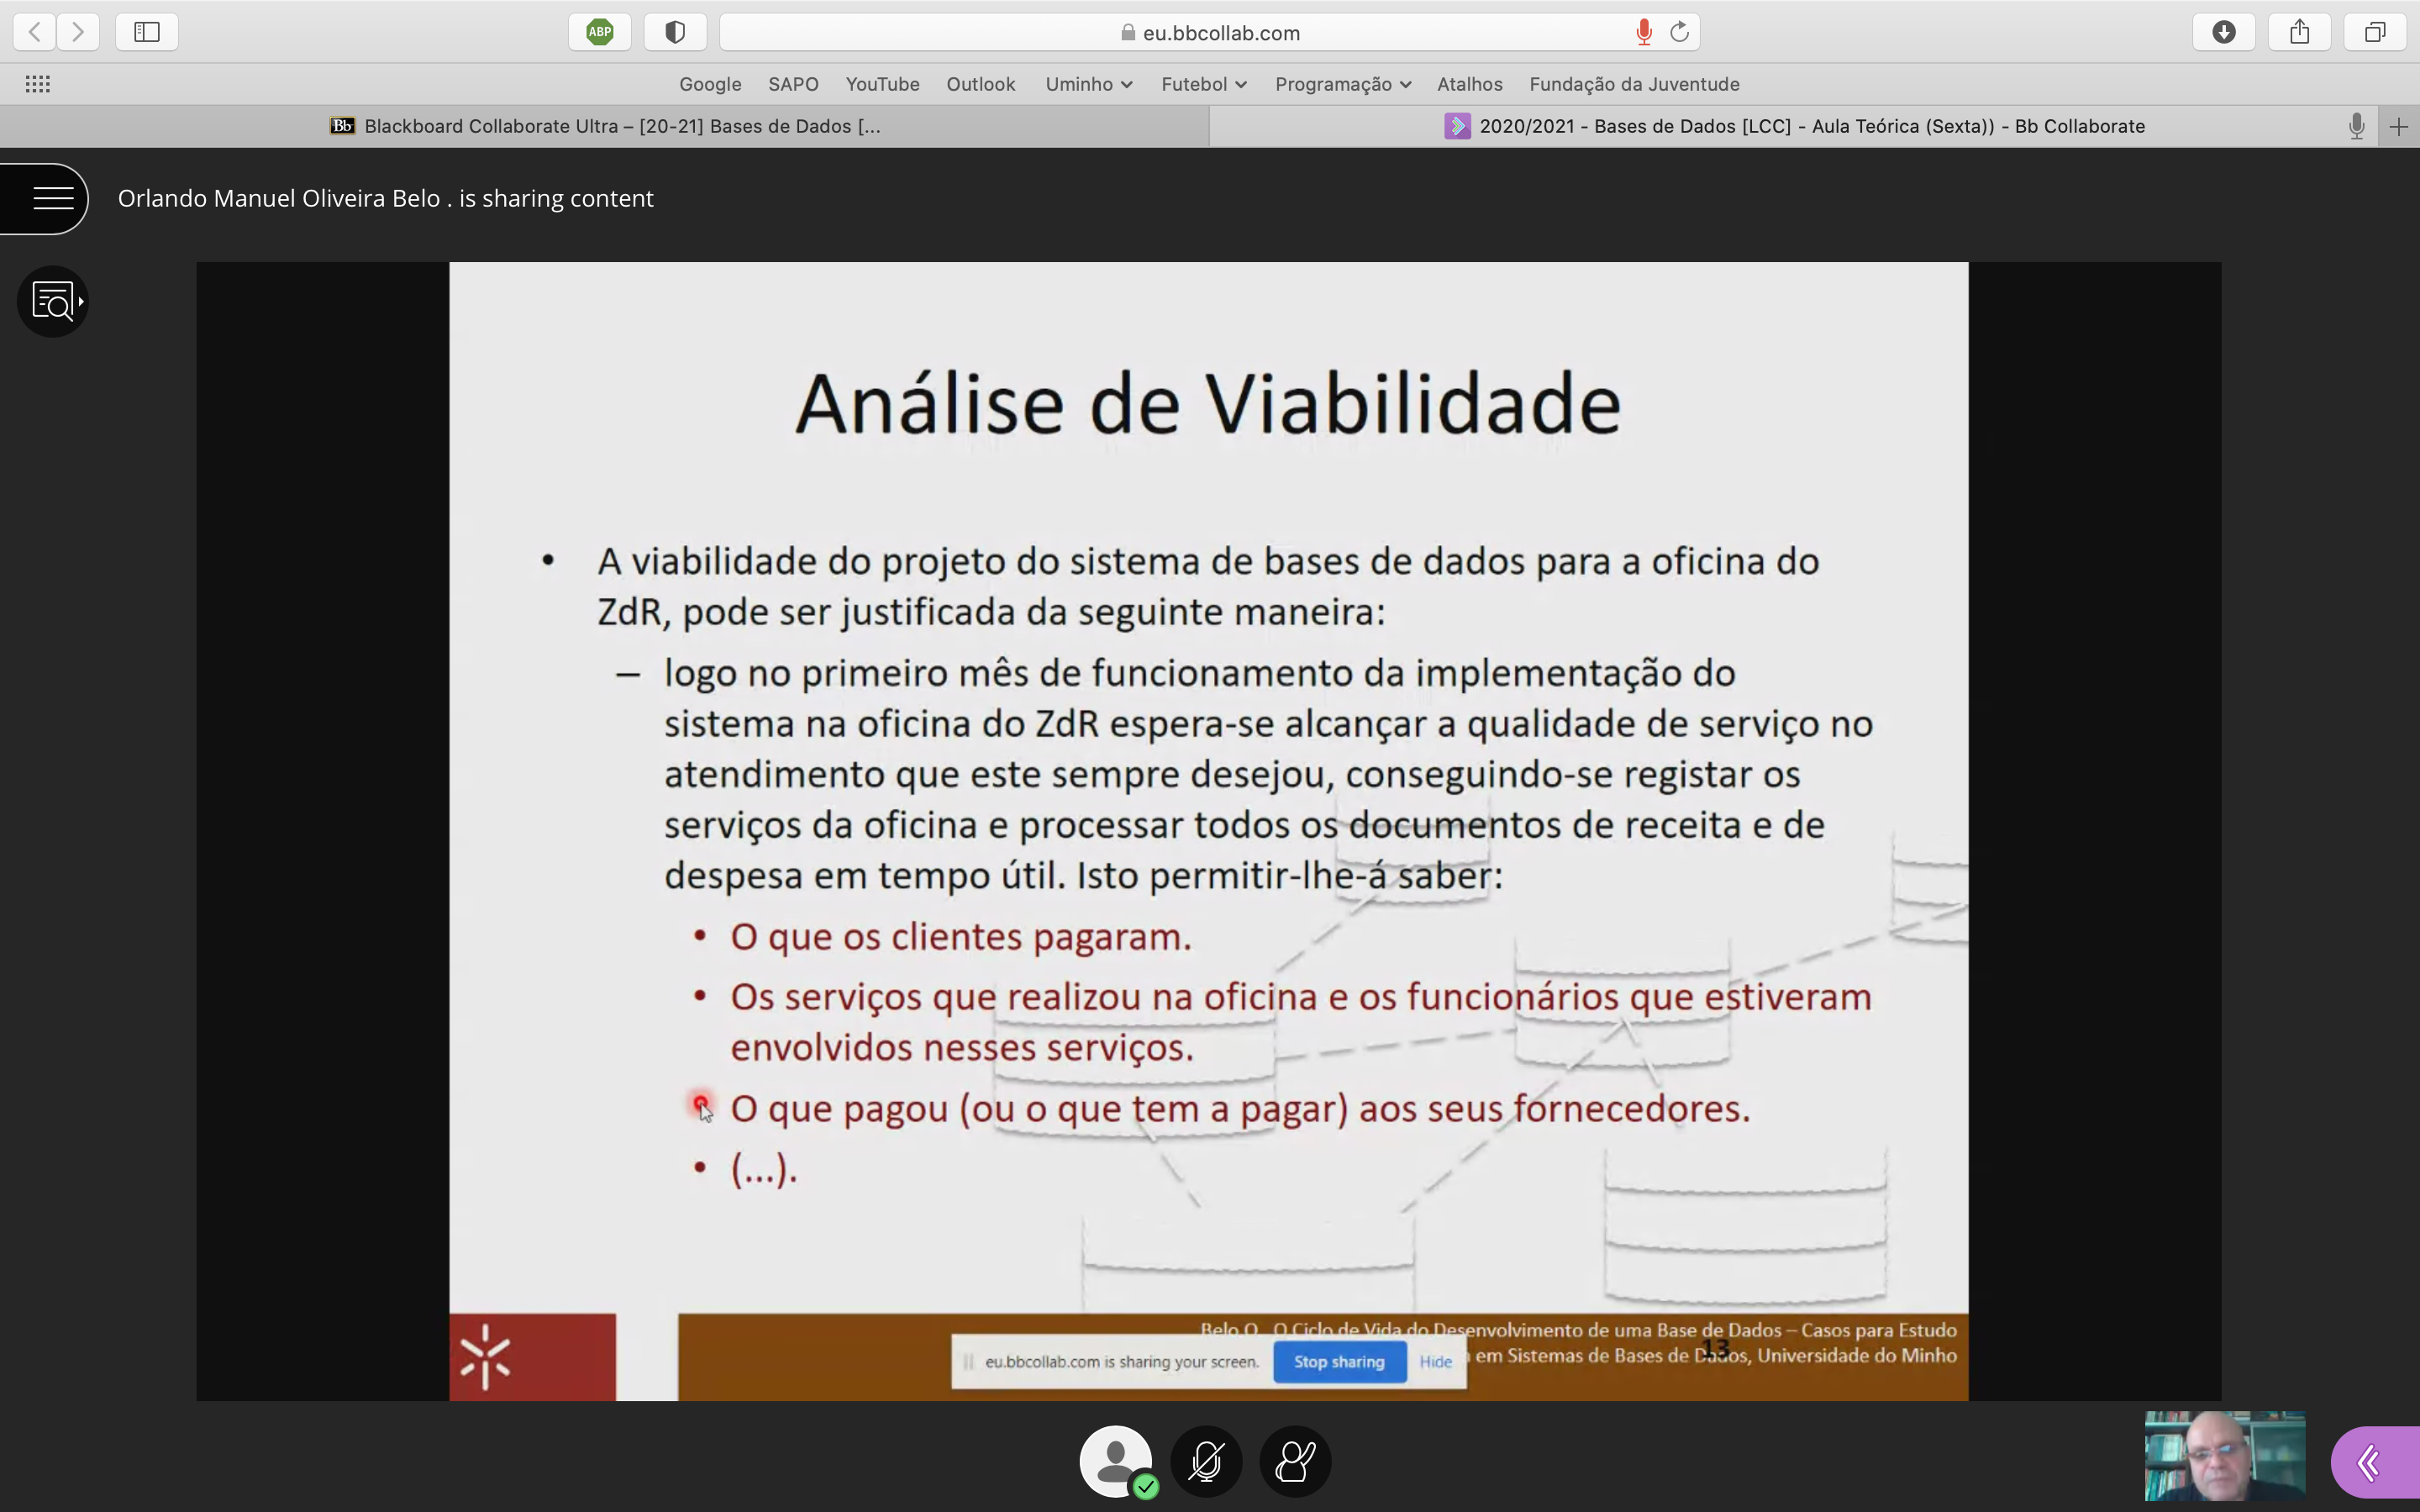 ABP
eu.bbcollab.com
Google SAPO YouTube Outlook Uminho Futebol Programação Atalhos Fundação da Juventude
Bb Blackboard Collaborate Ultra – [20-21] Bases de Dados [...
2020/2021 - Bases de Dados [LCC] - Aula Teórica (Sexta)) - Bb Collaborate
Orlando Manuel Oliveira Belo . is sharing content
Análise de Viabilidade
• A viabilidade do projeto do sistema de bases de dados para a oficina do
ZdR, pode ser justificada da seguinte maneira:
– logo no primeiro mês de funcionamento da implementação do
sistema na oficina do ZdR espera-se alcançar a qualidade de serviço no
atendimento que este sempre desejou, conseguindo-se registar os
serviços da oficina e processar todos os documentos de receita e de
despesa em tempo útil. Isto permitir-lhe-á saber:
• O que os clientes pagaram.
• Os serviços que realizou na oficina e os funcionários que estiveram
envolvidos nesses serviços.
O que pagou (ou o que tem a pagar) aos seus fornecedores.
• (...).
Belo O., O Ciclo de Vida do Desenvolvimento de uma Base de Dados – Casos para Estudo
em Sistemas de Bases de Dados, Universidade do Minho
13
eu.bbcollab.com is sharing your screen. Stop sharing Hide